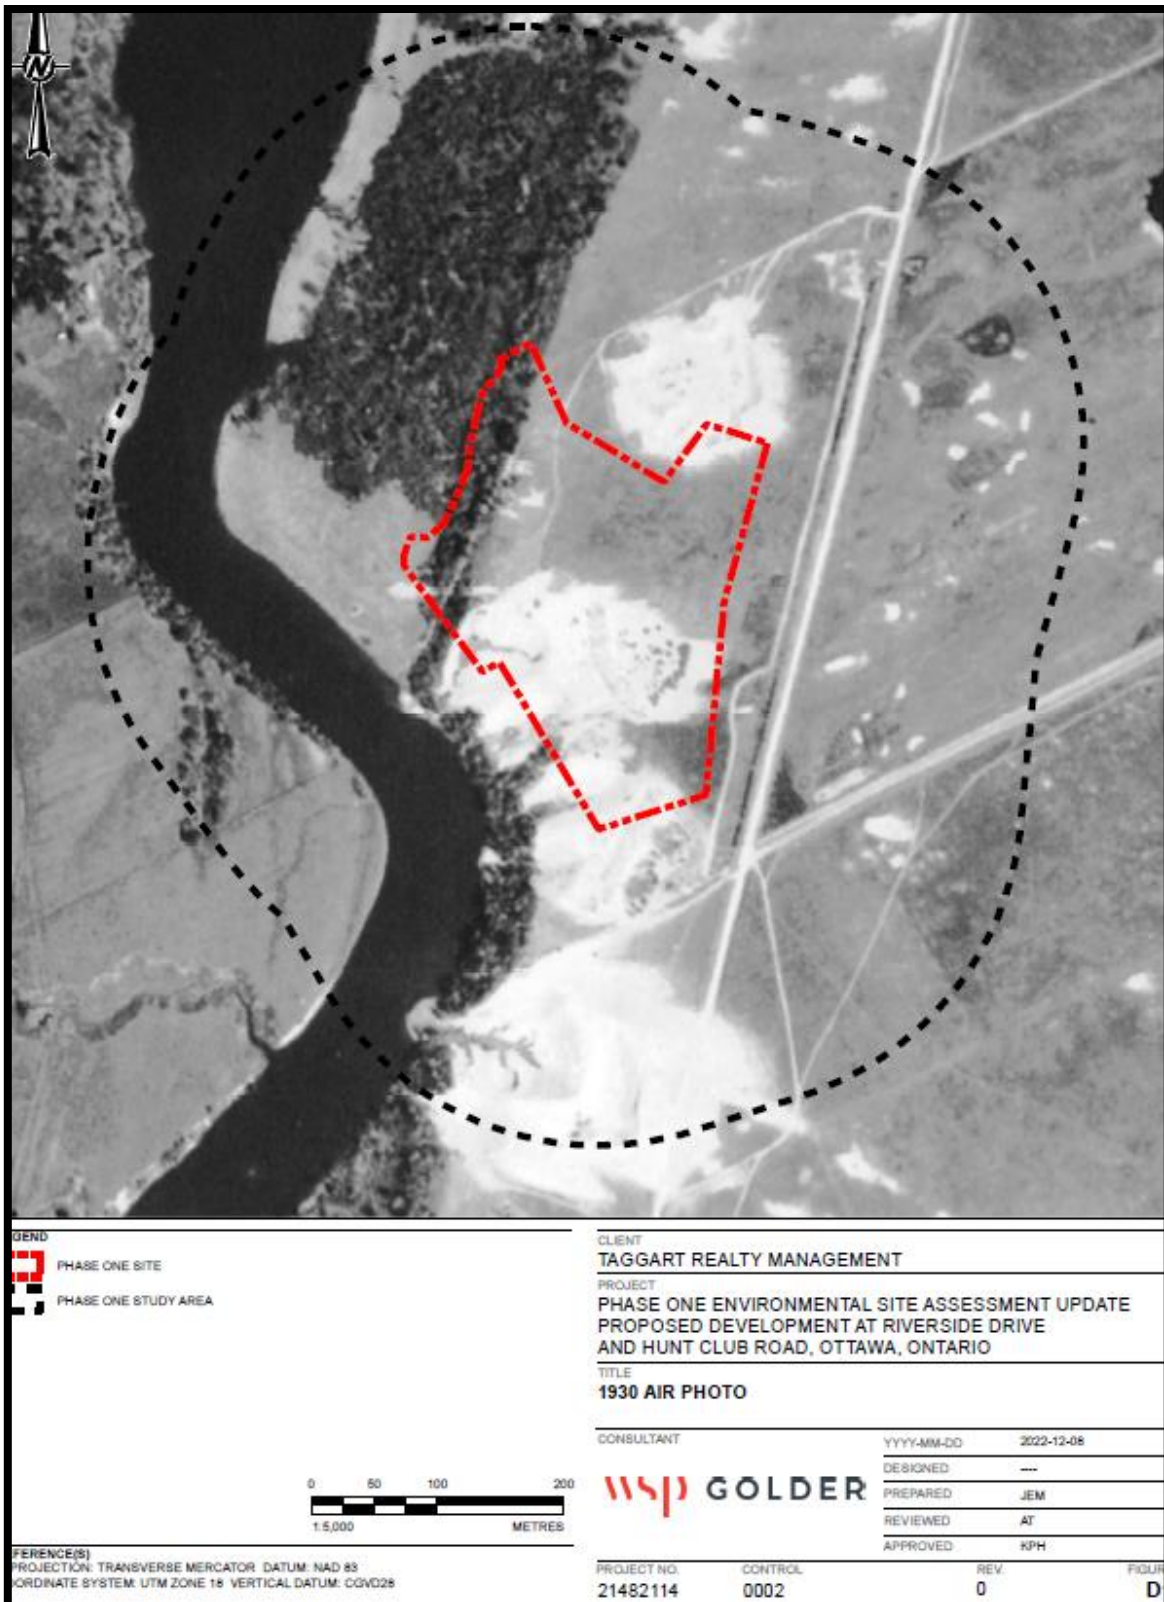 N
GEND
PHASE ONE SITE
PHASE ONE STUDY AREA
0 50 100 200
1:5,000 METRES
FERENCE(S)
PROJECTION: TRANSVERSE MERCATOR DATUM: NAD 83
ORDINATE SYSTEM: UTM ZONE 18 VERTICAL DATUM: CGVD28
CLIENT
TAGGART REALTY MANAGEMENT
PROJECT
PHASE ONE ENVIRONMENTAL SITE ASSESSMENT UPDATE
PROPOSED DEVELOPMENT AT RIVERSIDE DRIVE
AND HUNT CLUB ROAD, OTTAWA, ONTARIO
TITLE
1930 AIR PHOTO
CONSULTANT
wsp GOLDER
YYYY-MM-DD 2022-12-08
DESIGNED ----
PREPARED JEM
REVIEWED AT
APPROVED KPH
PROJECT NO. CONTROL REV. FIGUR
21482114 0002 0 D